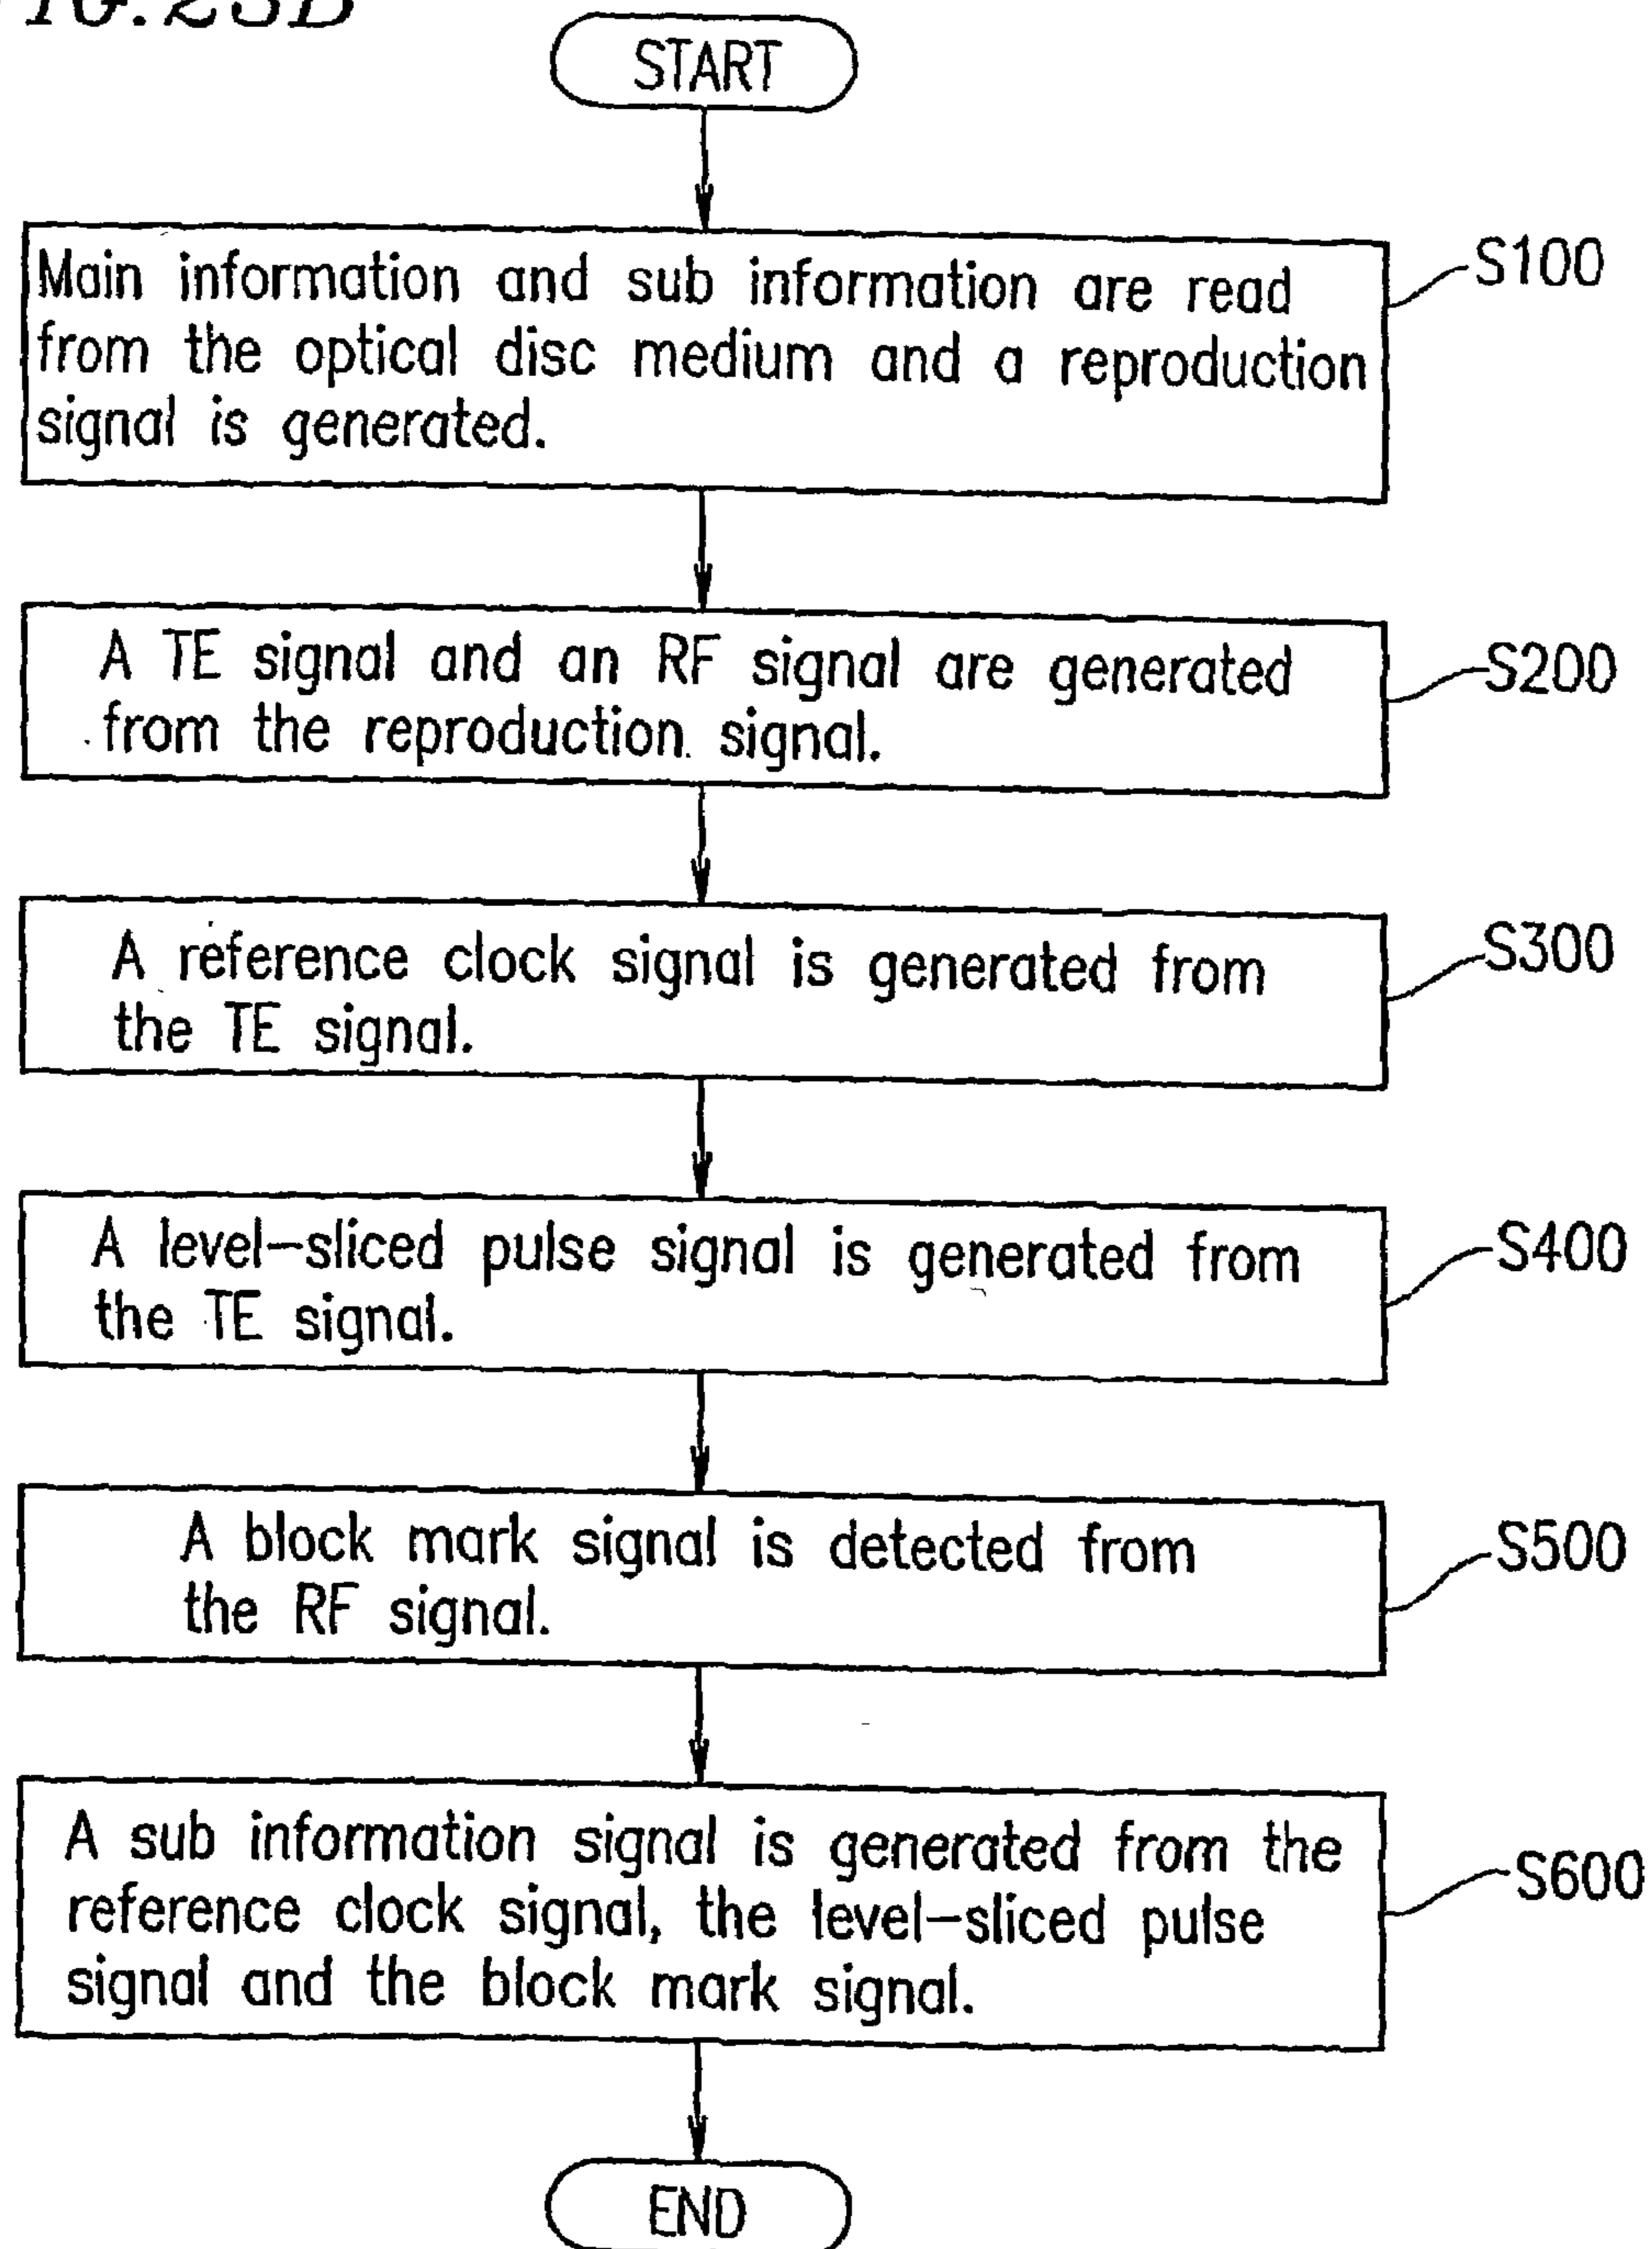 FIG. 23B
START
Main information and sub information are read
from the optical disc medium and a reproduction
signal is generated.
S100
A TE signal and an RF signal are generated
from the reproduction signal.
S200
A reference clock signal is generated from
the TE signal.
S300
A level-sliced pulse signal is generated from
the TE signal.
S400
A block mark signal is detected from
the RF signal.
S500
A sub information signal is generated from the
reference clock signal, the level-sliced pulse
signal and the block mark signal.
S600
END